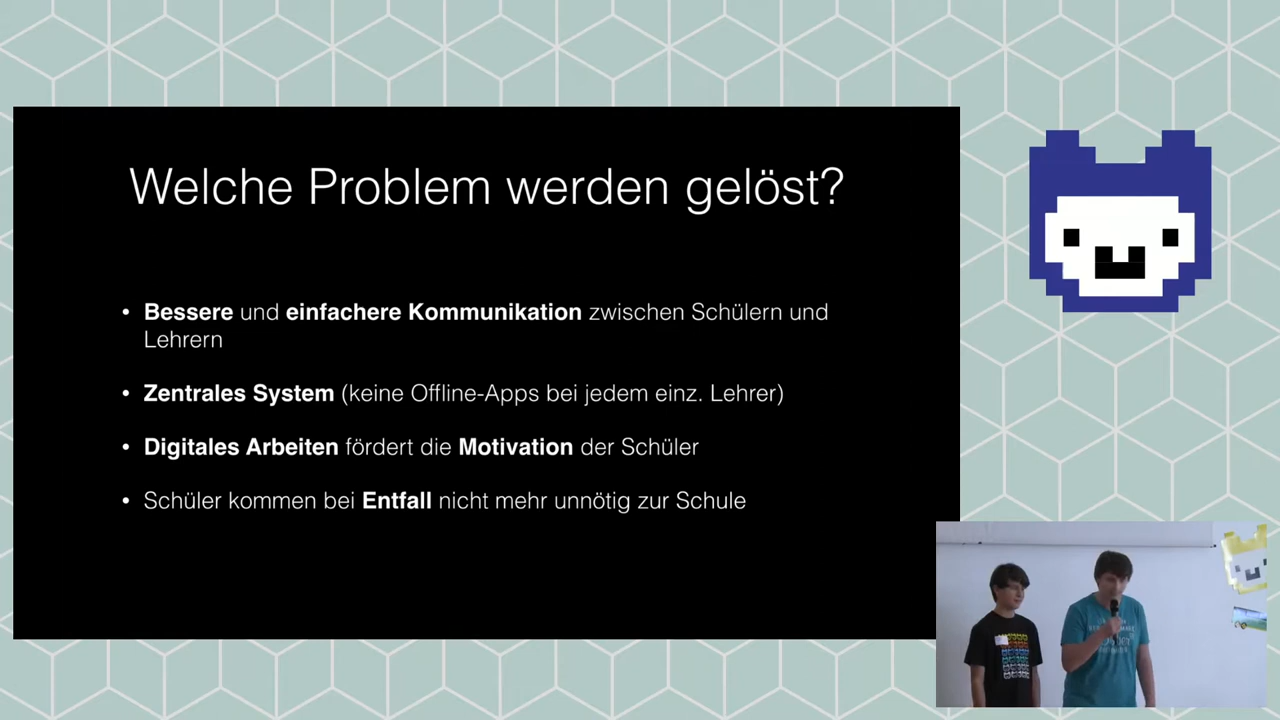 Welche Problem werden gelöst?
• Bessere und einfachere Kommunikation zwischen Schülern und
Lehrern
• Zentrales System (keine Offline-Apps bei jedem einz. Lehrer)
• Digitales Arbeiten fördert die Motivation der Schüler
• Schüler kommen bei Entfall nicht mehr unnötig zur Schule